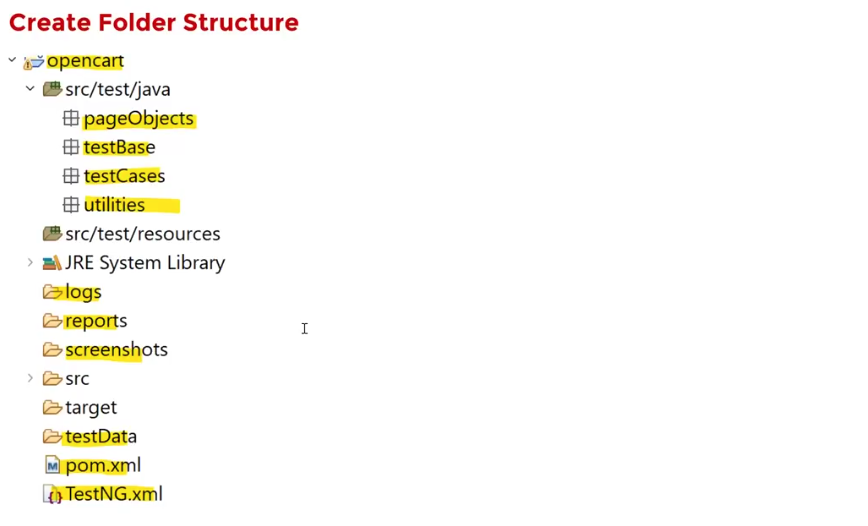 Create Folder Structure
opencart
src/test/java
pageObjects
testBase
testCases
utilities
src/test/resources
JRE System Library
logs
reports
screenshots
src
target
testData
pom.xml
TestNG.xml